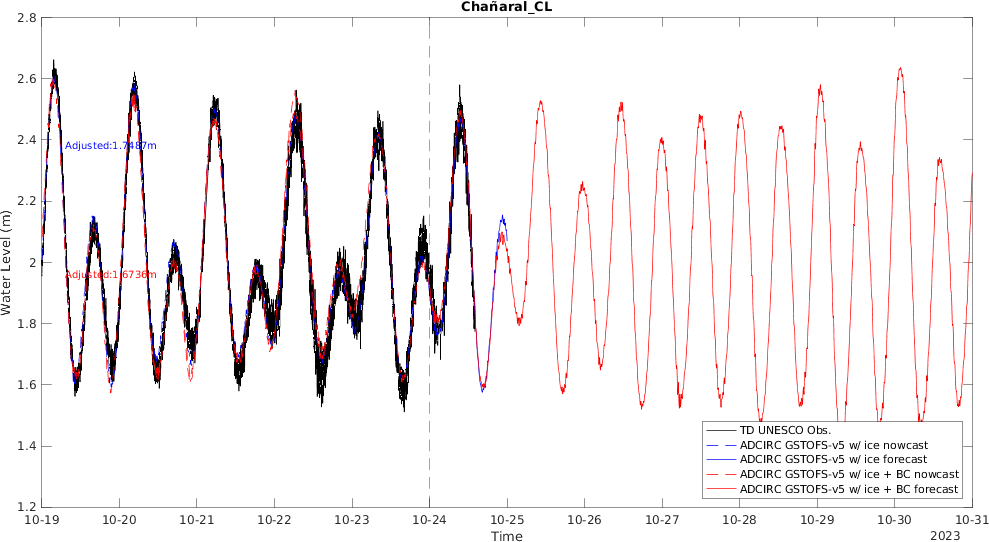 Chañaral_CL
2.8
2.6
2.4
2.2
2
1.8
1.6
1.4
1.2
Water Level (m)
Adjusted:1.7487m
Adjusted:1.6736m
TD UNESCO Obs.
ADCIRC GSTOFS-v5 w/ ice nowcast
ADCIRC GSTOFS-v5 w/ ice forecast
ADCIRC GSTOFS-v5 w/ ice + BC nowcast
ADCIRC GSTOFS-v5 w/ ice + BC forecast
10-19 10-20 10-21 10-22 10-23 10-24 10-25 10-26 10-27 10-28 10-29 10-30 10-31
Time
2023